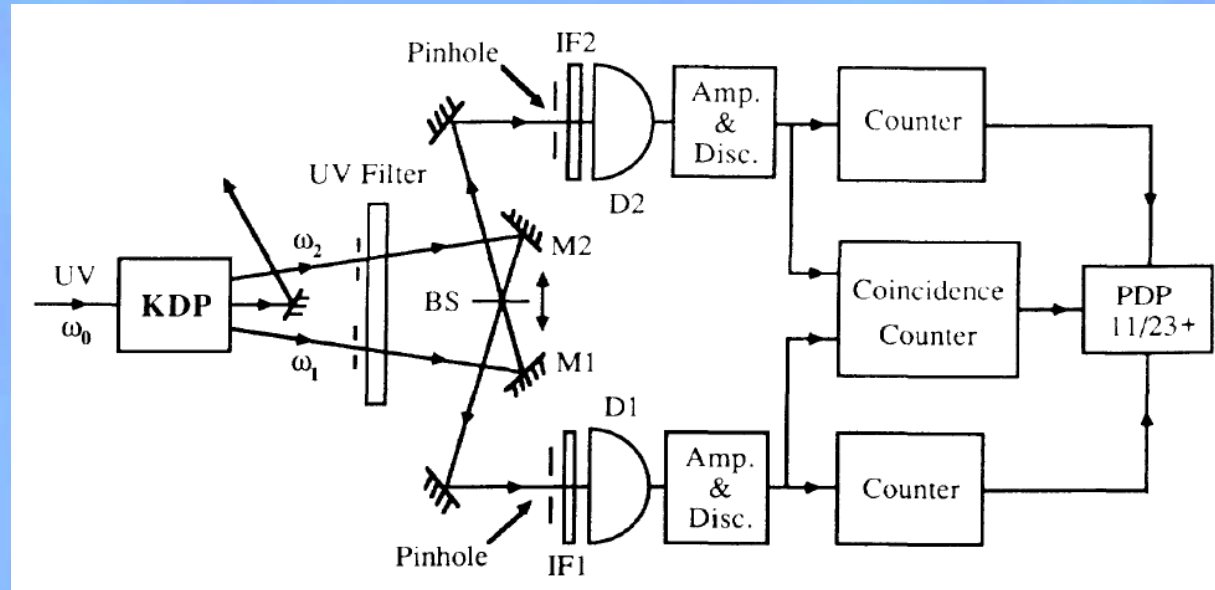 IF2
Pinhole
Amp.
&
Disc.
Counter
UV Filter
D2
ω₂
M2
UV
KDP
BS
Coincidence
Counter
PDP
11/23+
ω₀
ω₁
M1
D1
Amp.
&
Disc.
Counter
Pinhole
IF1